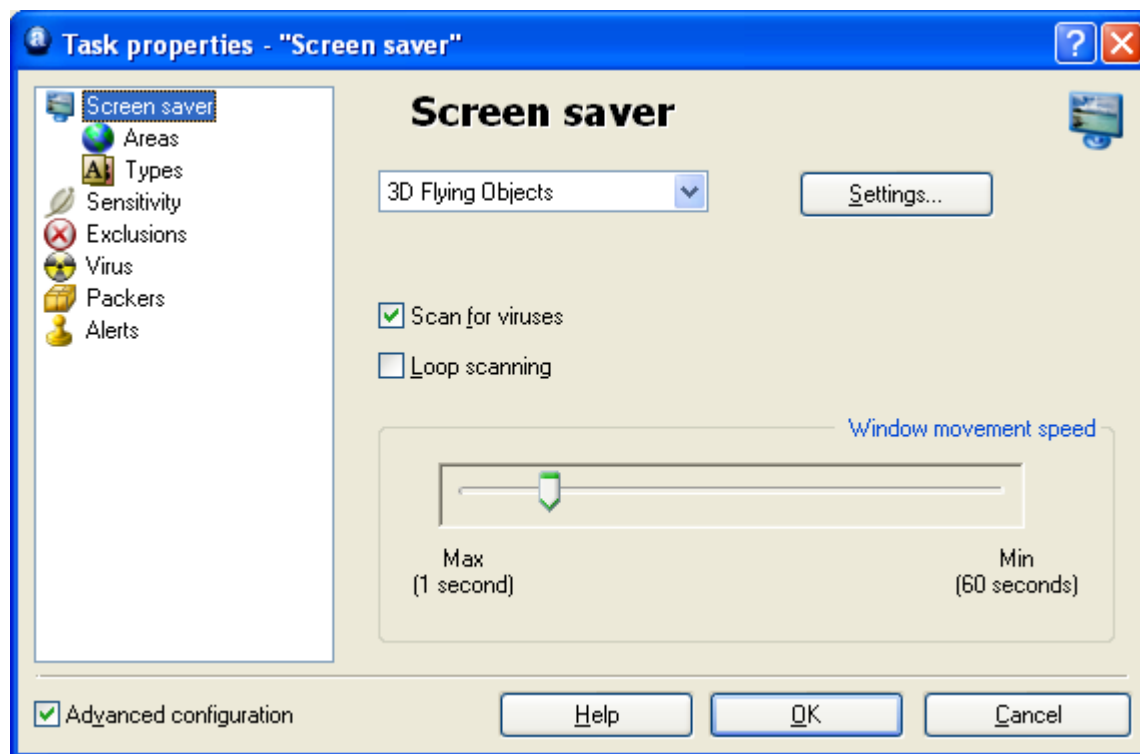 Task properties - "Screen saver"
Screen saver
Areas
Types
Sensitivity
Exclusions
Virus
Packers
Alerts
Screen saver
3D Flying Objects
Settings...
Scan for viruses
Loop scanning
Window movement speed
Max
(1 second)
Min
(60 seconds)
Advanced configuration
Help
OK
Cancel